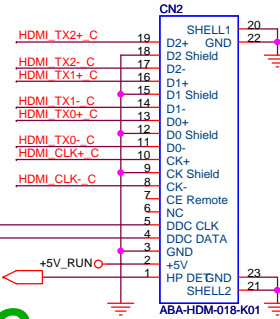 CN2
SHELL1 20
HDMI_TX2+_C 19 D2+ GND 22
18 D2 Shield
HDMI_TX2-_C 17 D2-
HDMI_TX1+_C 16 D1+
15 D1 Shield
HDMI_TX1-_C 14 D1-
HDMI_TX0+_C 13 D0+
12 D0 Shield
HDMI_TX0-_C 11 D0-
HDMI_CLK+_C 10 CK+
9 CK Shield
HDMI_CLK-_C 8 CK-
7 CE Remote
6 NC
5 DDC CLK
4 DDC DATA
3 GND
+5V_RUN 2 +5V
1 HP DET GND 23
SHELL2 21
ABA-HDM-018-K01